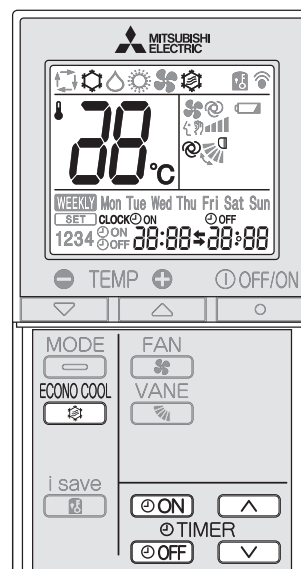 MITSUBISHI
ELECTRIC
88°C
WEEKLY Mon Tue Wed Thu Fri Sat Sun
SET CLOCK ON OFF
1234 ON 88:88 88:88
OFF
TEMP OFF/ON
MODE FAN
ECONO COOL VANE
i save
ON
TIMER
OFF